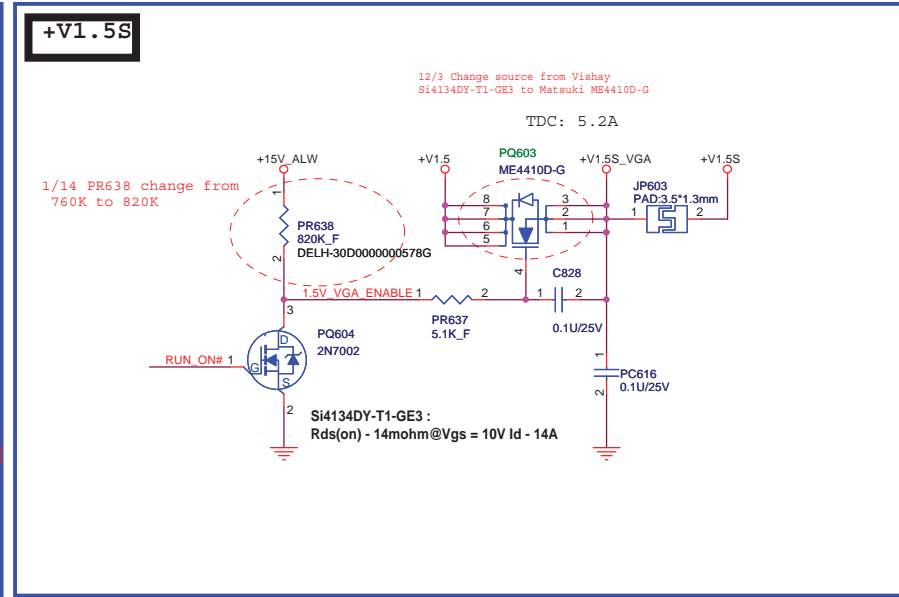 +V1.5S
12/3 Change source from Vishay
Si4134DY-T1-GE3 to Matsuki ME4410D-G
TDC: 5.2A
+15V_ALW
+V1.5
PQ603
ME4410D-G
+V1.5S_VGA
+V1.5S
JP603
PAD:3.5*1.3mm
1/14 PR638 change from
760K to 820K
1
PR638
820K_F
DELH-30D0000000578G
2
8
7
6
5
3
2
1
4
1
2
1.5V_VGA_ENABLE
1
2
PR637
5.1K_F
C828
1
2
0.1U/25V
3
D
PQ604
2N7002
RUN_ON#
1
G
S
2
1
PC616
0.1U/25V
2
Si4134DY-T1-GE3 :
Rds(on) - 14mohm@Vgs = 10V Id - 14A